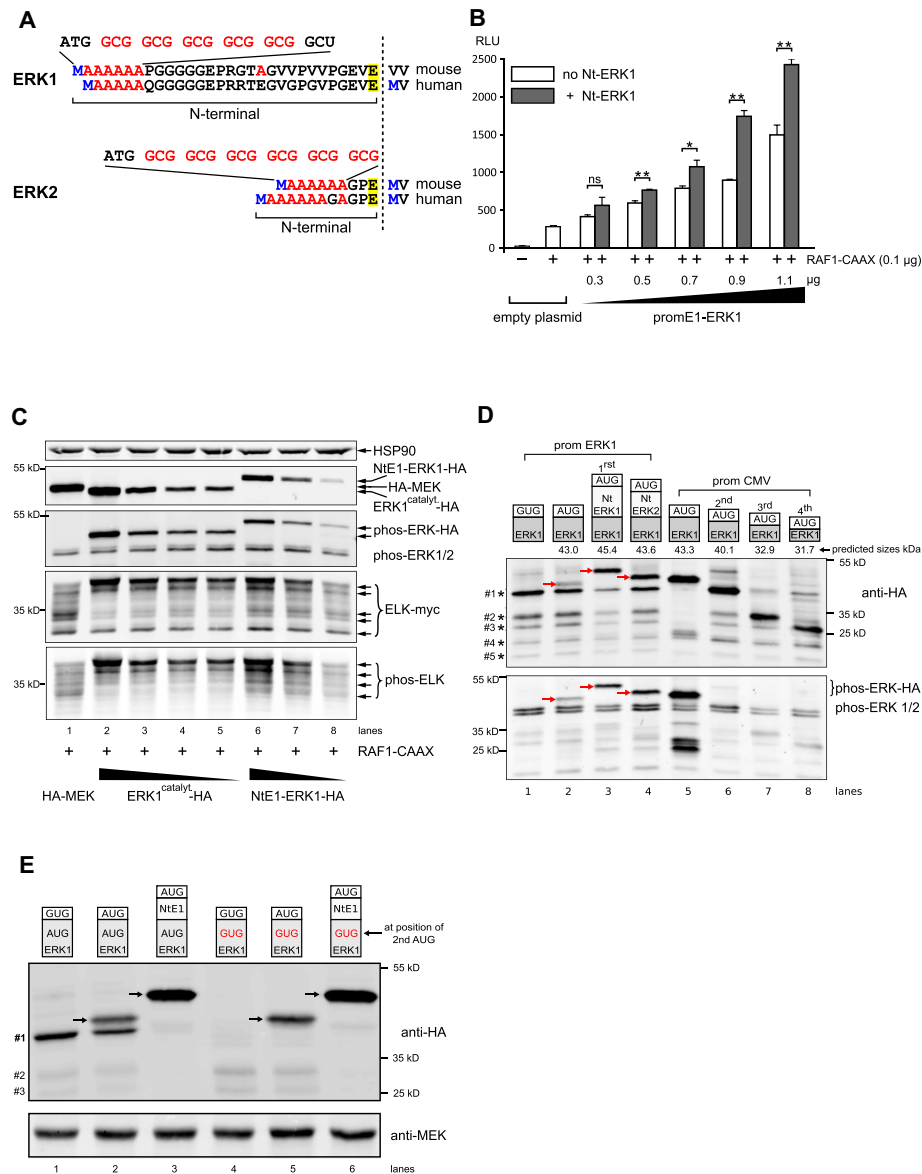 A
ATG GCG GCG GCG GCG GCG GCU
ERK1
MAAAAAAPGGGGGEPRGTAGVVPVVPGEVE VV mouse
MAAAAAQGGGGGEPRRTEGVGPGVPGEVE MV human
N-terminal
ATG GCG GCG GCG GCG GCG GCG
ERK2
MAAAAAAGPE MV mouse
MAAAAAAGAGPE MV human
N-terminal
B
RLU
2500
2000
1500
1000
500
0
no Nt-ERK1
+ Nt-ERK1
ns
**
*
**
**
− + + + + + + + + + + + RAF1-CAAX (0.1 µg)
0.3 0.5 0.7 0.9 1.1 µg
empty plasmid
promE1-ERK1
C
HSP90
55 kD
NtE1-ERK1-HA
HA-MEK
ERK1catalyt.-HA
55 kD
phos-ERK-HA
phos-ERK1/2
35 kD
ELK-myc
35 kD
phos-ELK
1 2 3 4 5 6 7 8 lanes
+ + + + + + + + RAF1-CAAX
HA-MEK ERK1catalyt.-HA NtE1-ERK1-HA
D
prom ERK1
prom CMV
1rst
2nd
3rd
4th
GUG ERK1
AUG ERK1
AUG Nt ERK1 ERK1
AUG Nt ERK2 ERK1
AUG ERK1
AUG ERK1
AUG ERK1
AUG ERK1
43.0 45.4 43.6 43.3 40.1 32.9 31.7 predicted sizes kDa
55 kD
anti-HA
#1*
#2*
35 kD
#3*
25 kD
#4*
#5*
55 kD
phos-ERK-HA
phos-ERK 1/2
35 kD
25 kD
1 2 3 4 5 6 7 8 lanes
E
GUG AUG ERK1
AUG AUG ERK1
AUG NtE1 AUG ERK1
GUG GUG ERK1
AUG GUG ERK1
AUG NtE1 GUG ERK1
at position of
2nd AUG
55 kD
anti-HA
#1
35 kD
#2
#3
25 kD
anti-MEK
1 2 3 4 5 6 lanes